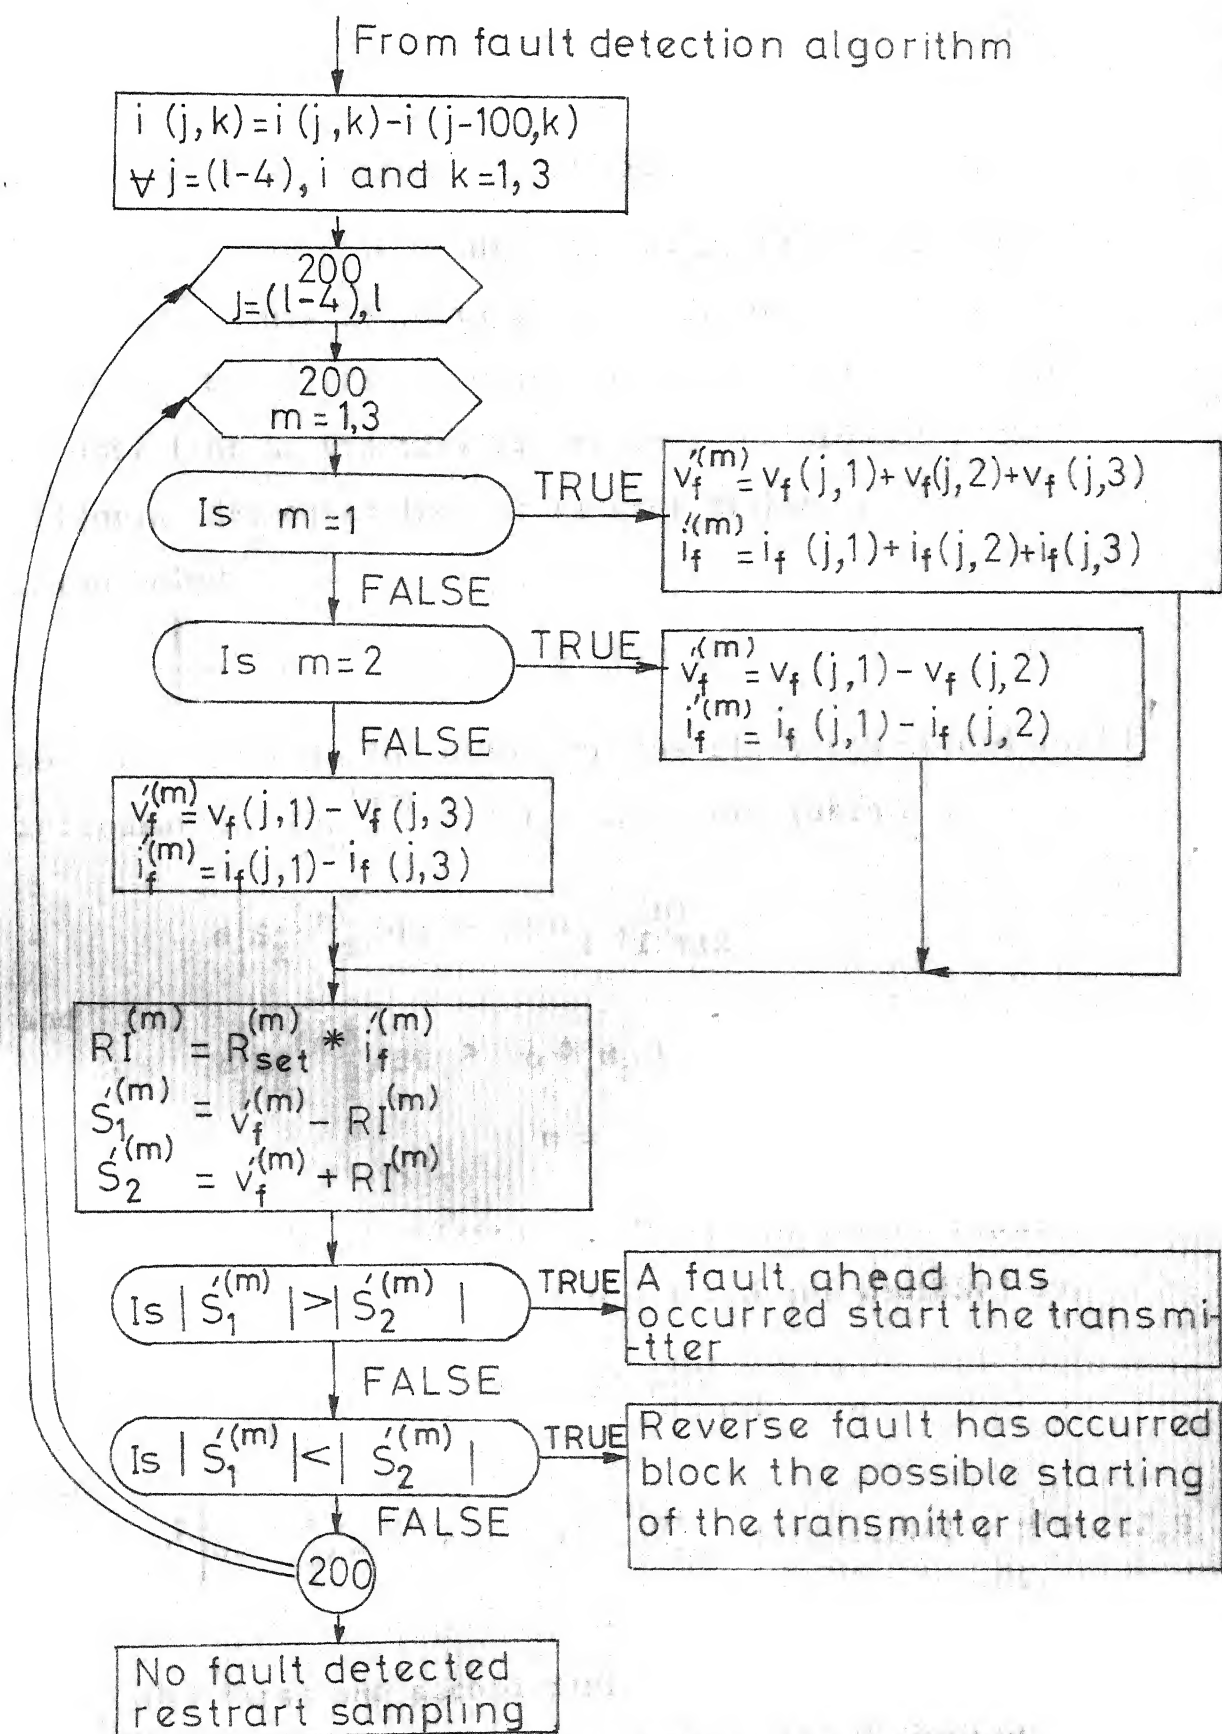 From fault detection algorithm
i (j,k)=i (j,k)-i (j-100,k)
∀ j=(l-4), i and k=1, 3
200
j=(l-4), l
200
m = 1,3
Is m=1
TRUE
v′f(m) = vf (j,1)+ vf(j,2)+vf (j,3)
i′f(m) = if (j,1)+ if(j,2)+if(j,3)
FALSE
Is m=2
TRUE
v′f(m) = vf (j,1) - vf (j,2)
i′f(m) = if (j,1) - if (j,2)
FALSE
v′f(m) = vf (j,1) - vf (j,3)
i′f(m) = if(j,1) - if (j,3)
RI(m) = Rset(m) * i′f(m)
S′1(m) = v′f(m) - RI(m)
S′2(m) = v′f(m) + RI(m)
Is | S′1(m) | > | S′2(m) |
TRUE
A fault ahead has
occurred start the transmi-
-tter
FALSE
Is | S′1(m) | < | S′2(m) |
TRUE
Reverse fault has occurred
block the possible starting
of the transmitter later.
FALSE
200
No fault detected
restrart sampling